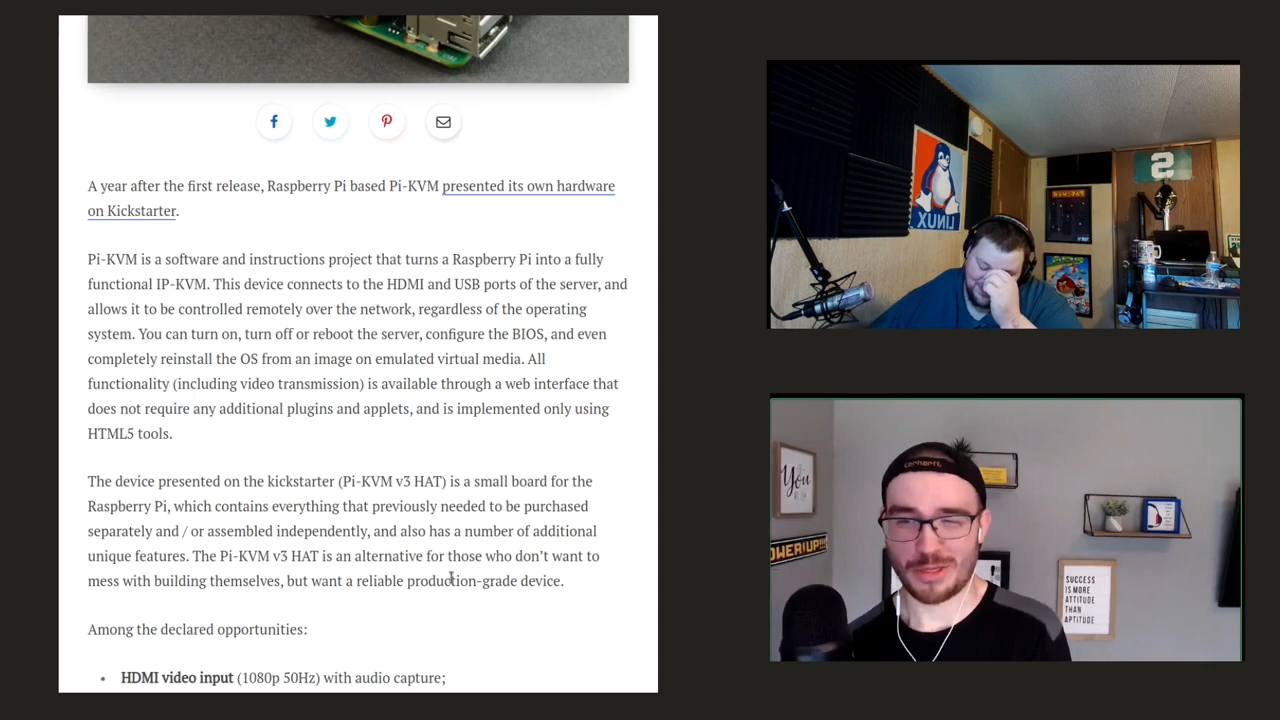 A year after the first release, Raspberry Pi based Pi-KVM presented its own hardware
on Kickstarter.
Pi-KVM is a software and instructions project that turns a Raspberry Pi into a fully
functional IP-KVM. This device connects to the HDMI and USB ports of the server, and
allows it to be controlled remotely over the network, regardless of the operating
system. You can turn on, turn off or reboot the server, configure the BIOS, and even
completely reinstall the OS from an image on emulated virtual media. All
functionality (including video transmission) is available through a web interface that
does not require any additional plugins and applets, and is implemented only using
HTML5 tools.
The device presented on the kickstarter (Pi-KVM v3 HAT) is a small board for the
Raspberry Pi, which contains everything that previously needed to be purchased
separately and / or assembled independently, and also has a number of additional
unique features. The Pi-KVM v3 HAT is an alternative for those who don’t want to
mess with building themselves, but want a reliable production-grade device.
Among the declared opportunities:
• HDMI video input (1080p 50Hz) with audio capture;
LINUX
S
carhartt
You
OWER UP!!!
SUCCESS
IS MORE
ATTITUDE
THAN
APTITUDE